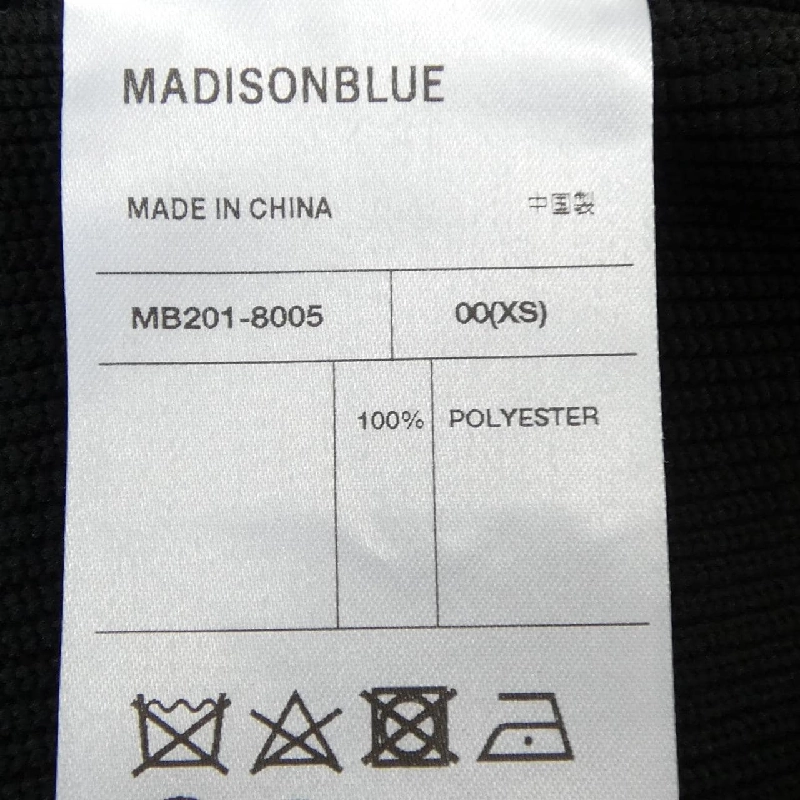 MADISONBLUE
MADE IN CHINA 中国製
MB201-8005 00(XS)
100% POLYESTER